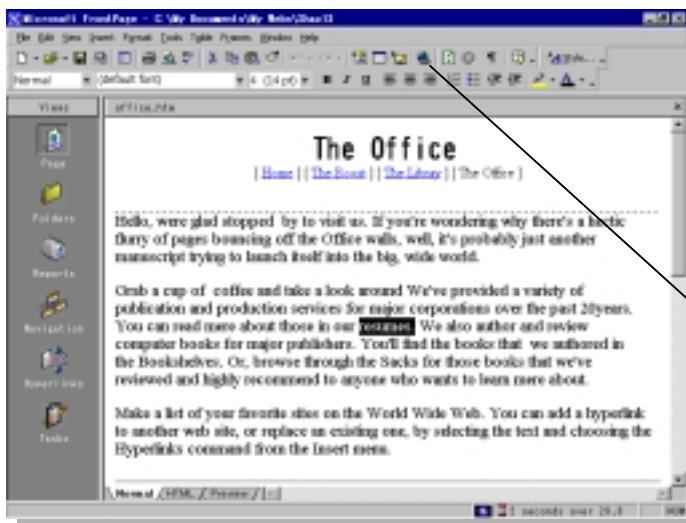 Microsoft FrontPage - C:\My Documents\My Webs\Disc13
File Edit View Insert Format Tools Table Frames Window Help
Normal (default font) 4 (14 pt) B I U A
Views office.htm
The Office
[ Home ] [ The Scout ] [ The Library ] [ The Office ]
Page
Folders
Reports
Navigation
Hyperlinks
Tasks
Hello, were glad stopped by to visit us. If you're wondering why there's a hectic
flurry of pages bouncing off the Office walls, well, it's probably just another
manuscript trying to launch itself into the big, wide world.
Grab a cup of coffee and take a look around We've provided a variety of
publication and production services for major corporations over the past 20years.
You can read more about those in our resumes. We also author and review
computer books for major publishers. You'll find the books that we authored in
the Bookshelves. Or, browse through the Stacks for those books that we've
reviewed and highly recommend to anyone who wants to learn more about.
Make a list of your favorite sites on the World Wide Web. You can add a hyperlink
to another web site, or replace an existing one, by selecting the text and choosing the
Hyperlinks command from the Insert menu.
Normal HTML Preview
seconds over 28.8 NUM